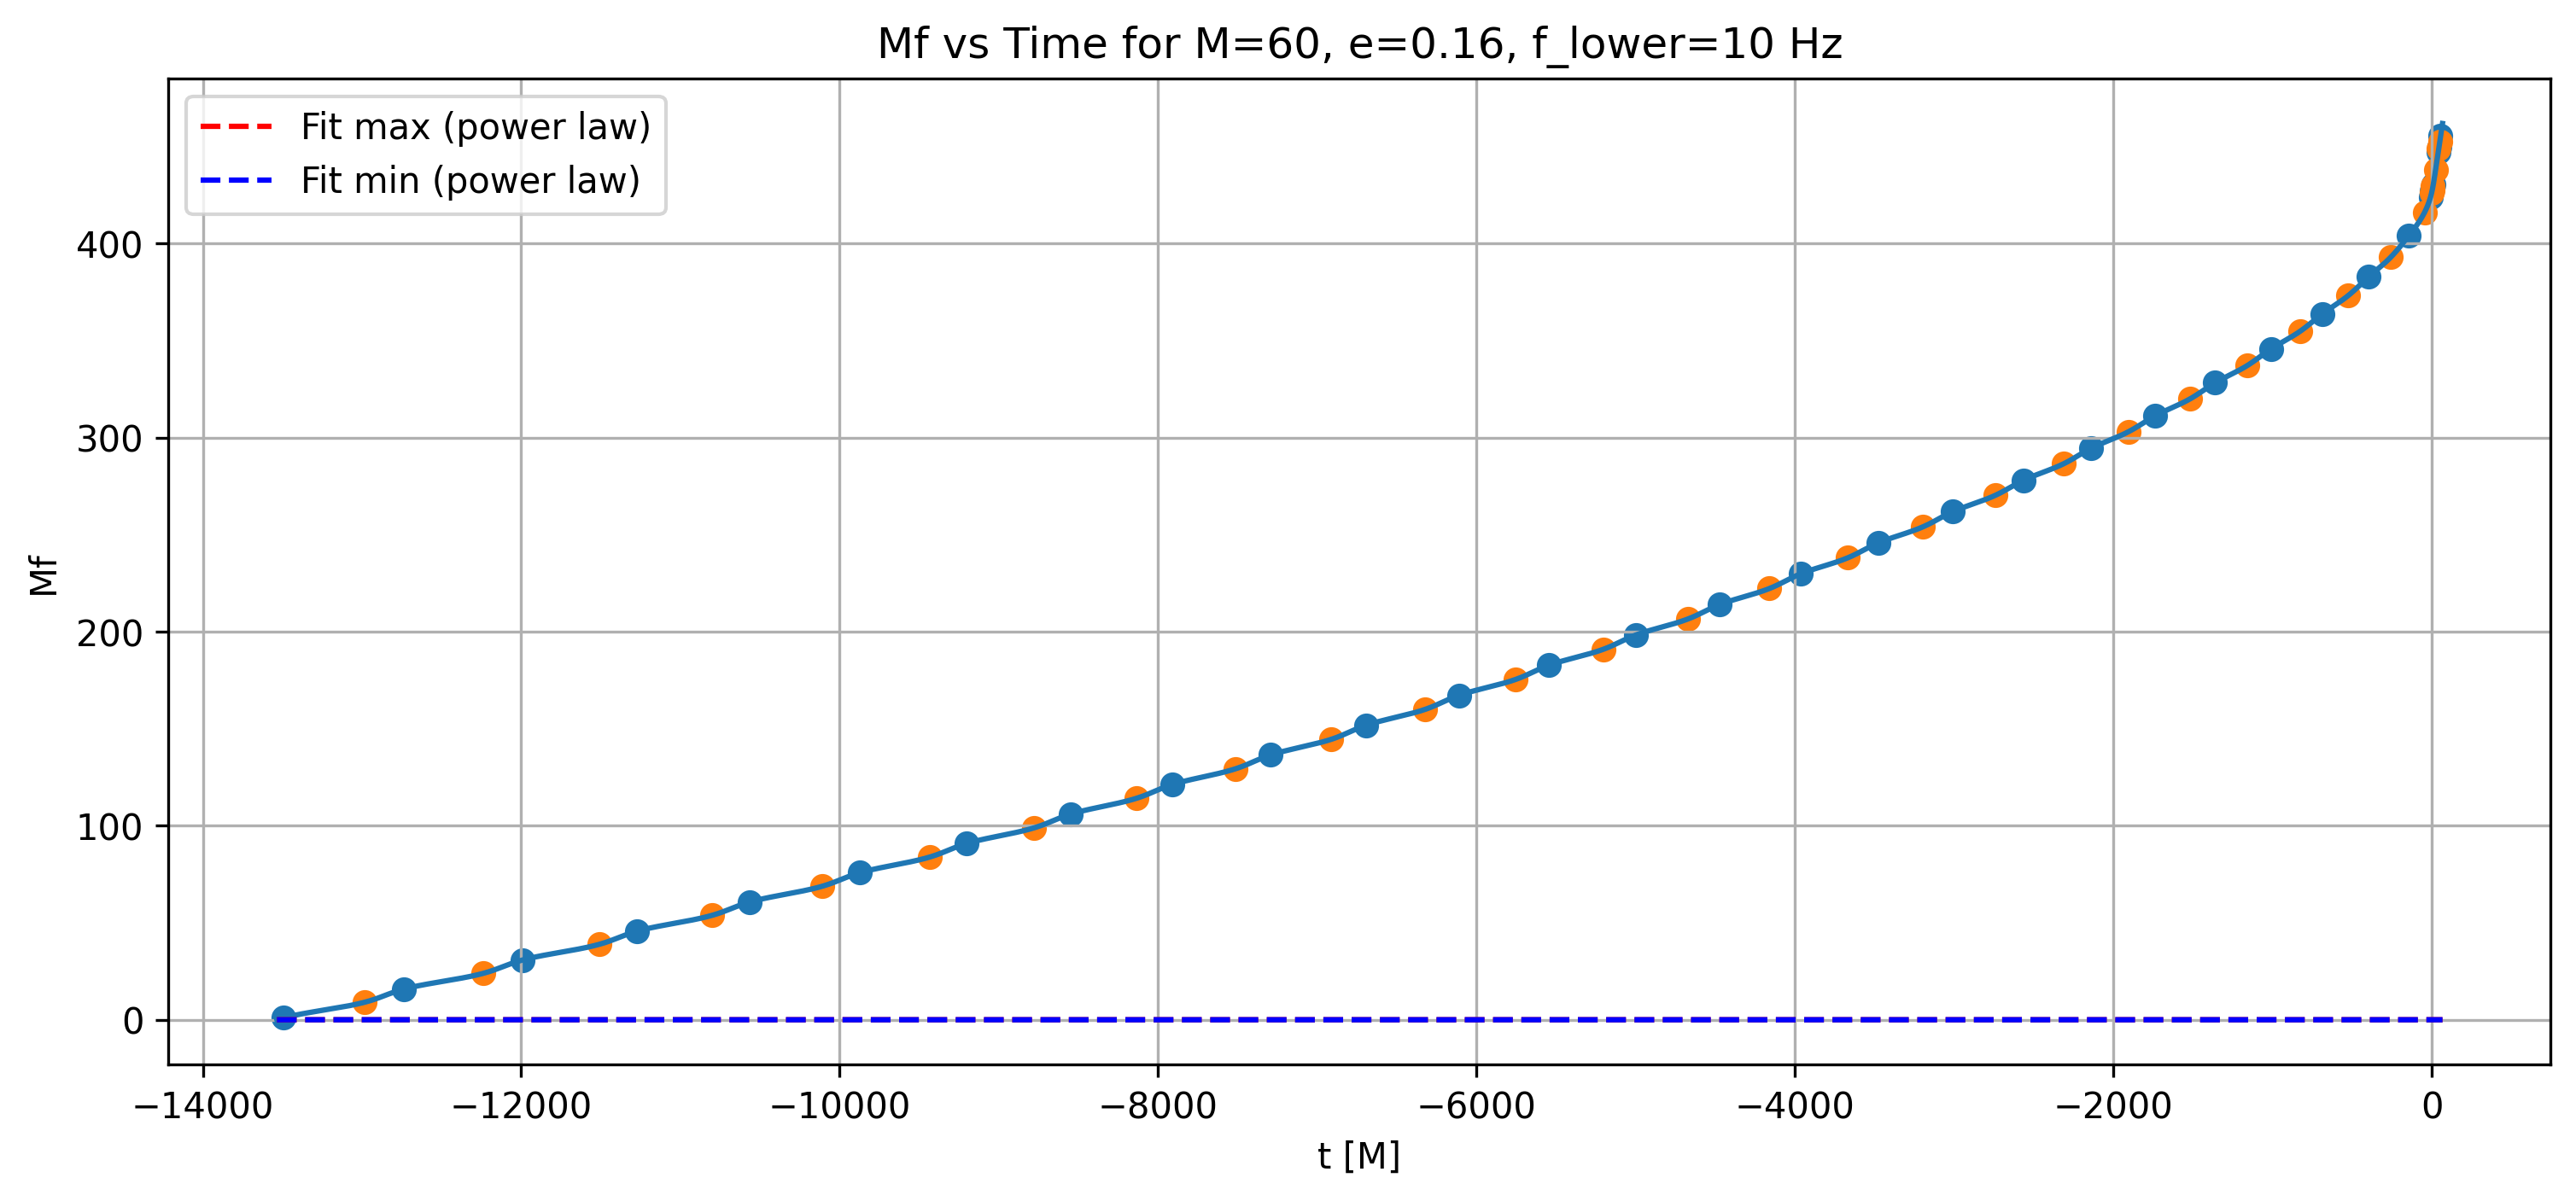 Mf vs Time for M=60, e=0.16, f_lower=10 Hz
Fit max (power law)
Fit min (power law)
400
300
200
100
0
Mf
−14000 −12000 −10000 −8000 −6000 −4000 −2000 0
t [M]